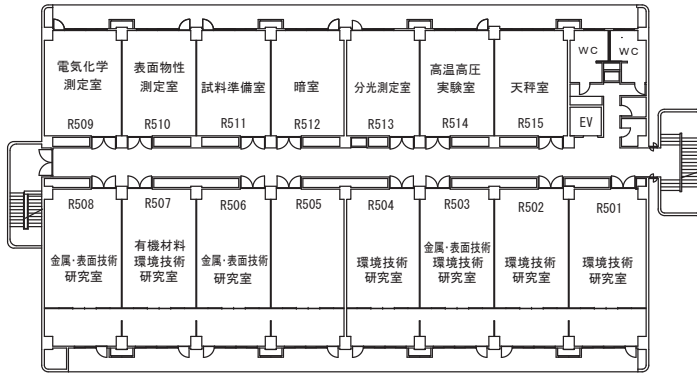 電気化学
測定室
R509
表面物性
測定室
R510
試料準備室
R511
暗室
R512
分光測定室
R513
高温高圧
実験室
R514
天秤室
R515
WC
WC
EV
R508
金属・表面技術
研究室
R507
有機材料
環境技術
研究室
R506
金属・表面技術
研究室
R505
R504
環境技術
研究室
R503
金属・表面技術
環境技術
研究室
R502
環境技術
研究室
R501
環境技術
研究室